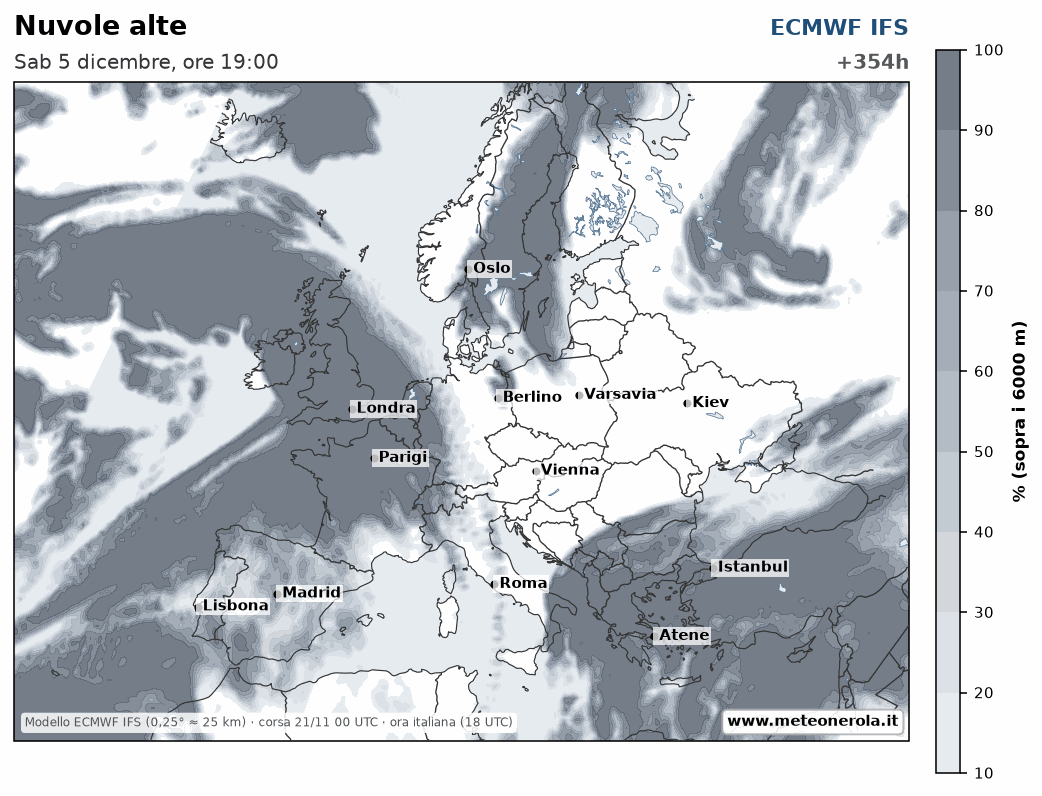 Nuvole alte
ECMWF IFS
Sab 5 dicembre, ore 19:00
+354h
100
90
80
70
60
50
40
30
20
10
% (sopra i 6000 m)
Oslo
Berlino
Varsavia
Kiev
Londra
Parigi
Vienna
Istanbul
Roma
Madrid
Lisbona
Atene
Modello ECMWF IFS (0,25° ≈ 25 km) · corsa 21/11 00 UTC · ora italiana (18 UTC)
www.meteonerola.it